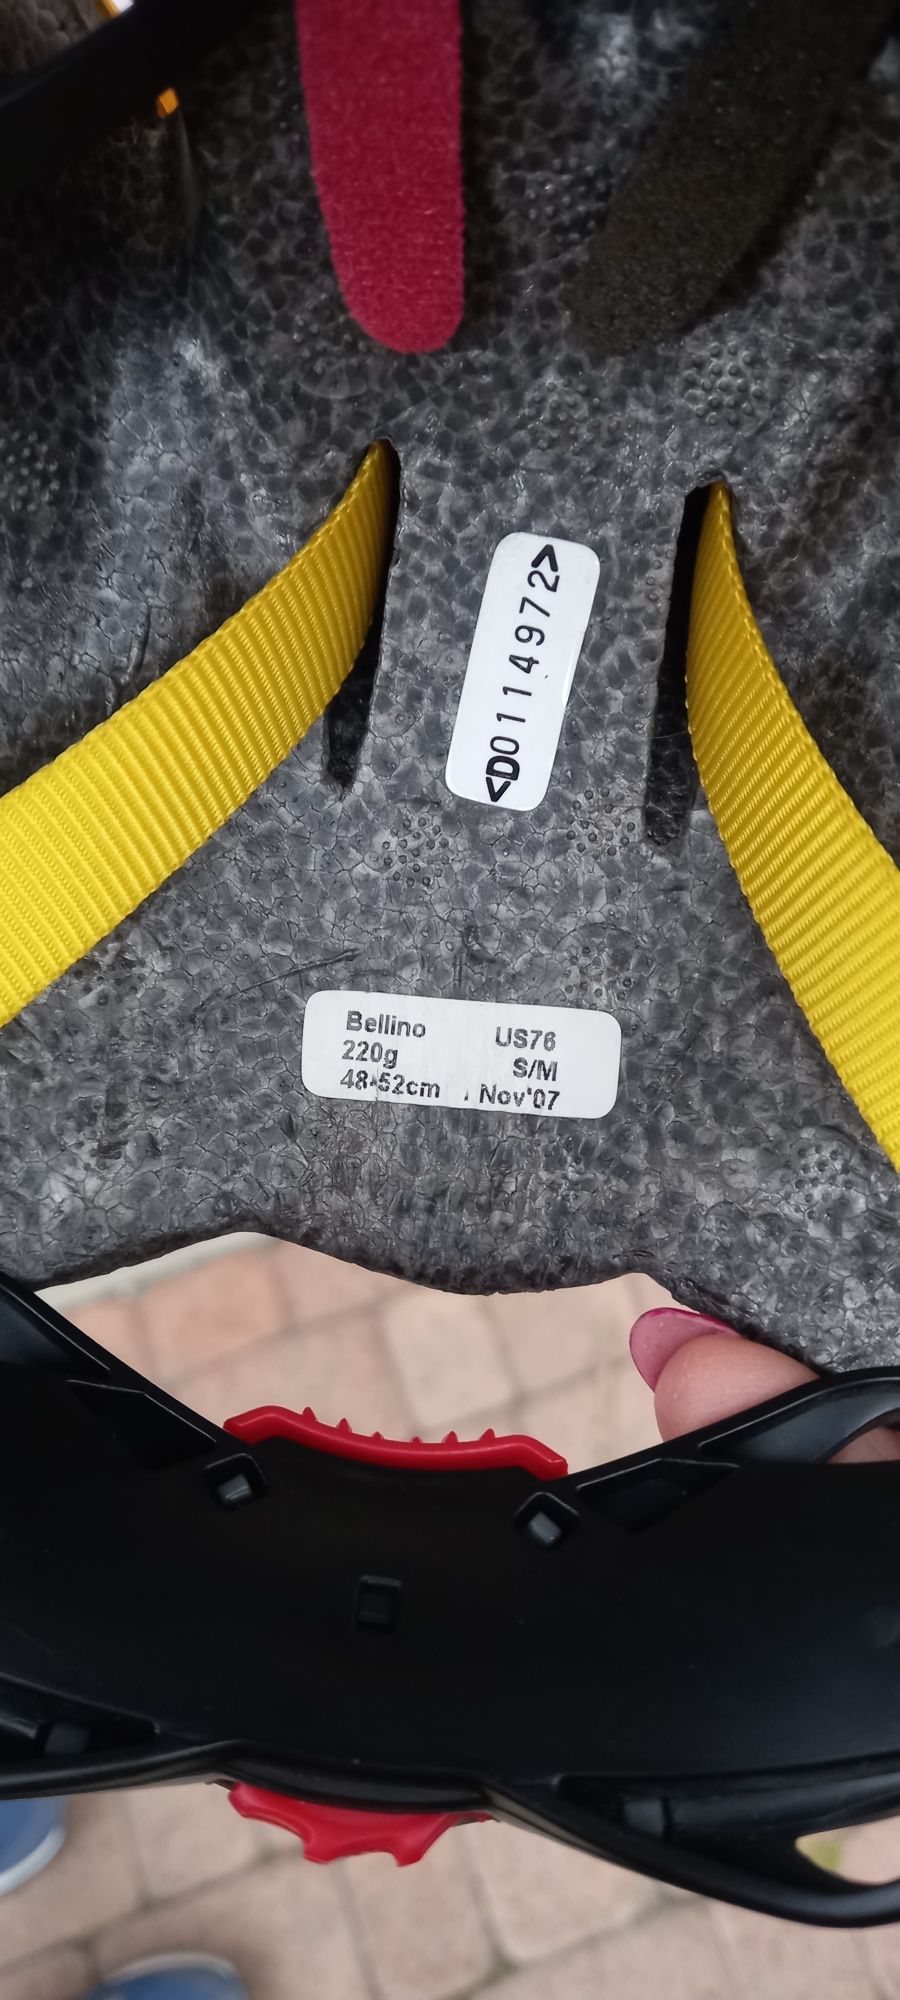 <D0114972>
Bellino US76
220g S/M
48-52cm Nov'07